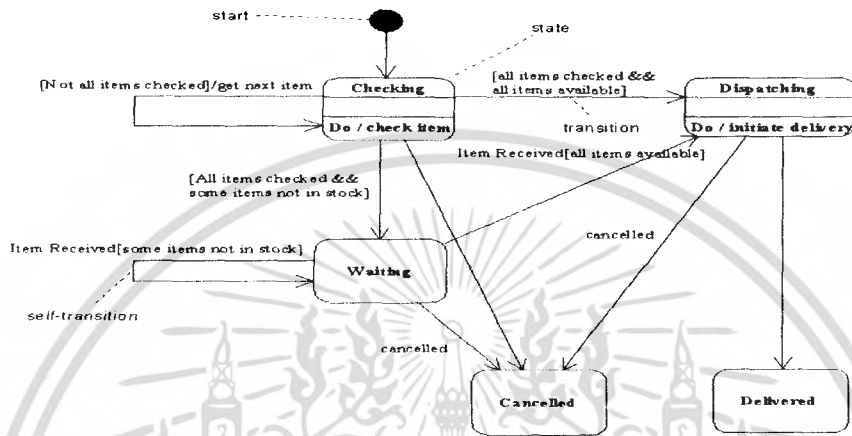 start
state
[Not all items checked]/get next item
Checking
Do / check item
[all items checked &&
all items available]
transition
Dispatching
Do / initiate delivery
Item Received[all items available]
[All items checked &&
some items not in stock]
Item Received[some items not in stock]
Waiting
self-transition
cancelled
cancelled
Cancelled
Delivered